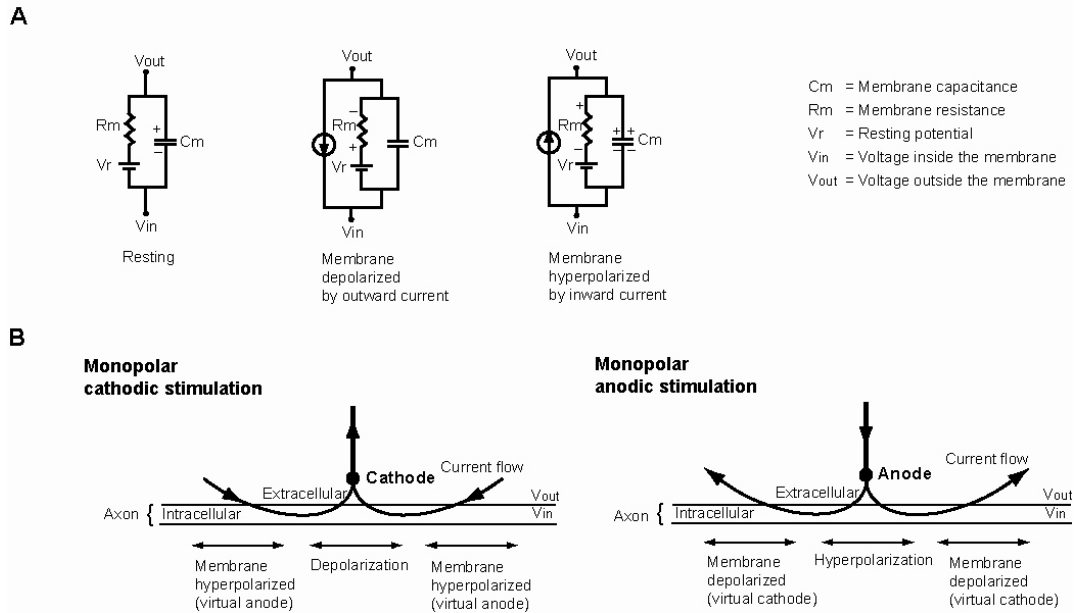 A
Vout
Rm
+
−
Cm
Vr
Vin
Resting
Vout
−
Rm
+
Cm
Vr
Vin
Membrane
depolarized
by outward current
Vout
+
Rm
−
+ +
− −
Cm
Vr
Vin
Membrane
hyperpolarized
by inward current
Cm = Membrane capacitance
Rm = Membrane resistance
Vr = Resting potential
Vin = Voltage inside the membrane
Vout = Voltage outside the membrane
B
Monopolar
cathodic stimulation
Cathode
Current flow
Extracellular
Vout
Axon {
Intracellular
Vin
Membrane
hyperpolarized
(virtual anode)
Depolarization
Membrane
hyperpolarized
(virtual anode)
Monopolar
anodic stimulation
Anode
Current flow
Extracellular
Vout
Axon {
Intracellular
Vin
Membrane
depolarized
(virtual cathode)
Hyperpolarization
Membrane
depolarized
(virtual cathode)